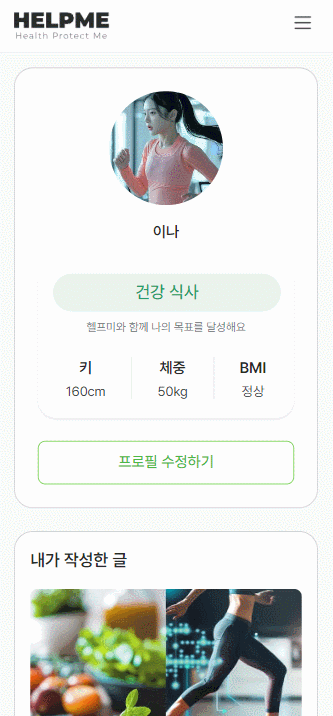 HELPME
Health Protect Me
이나
건강 식사
헬프미와 함께 나의 목표를 달성해요
키 체중 BMI
160cm 50kg 정상
프로필 수정하기
내가 작성한 글